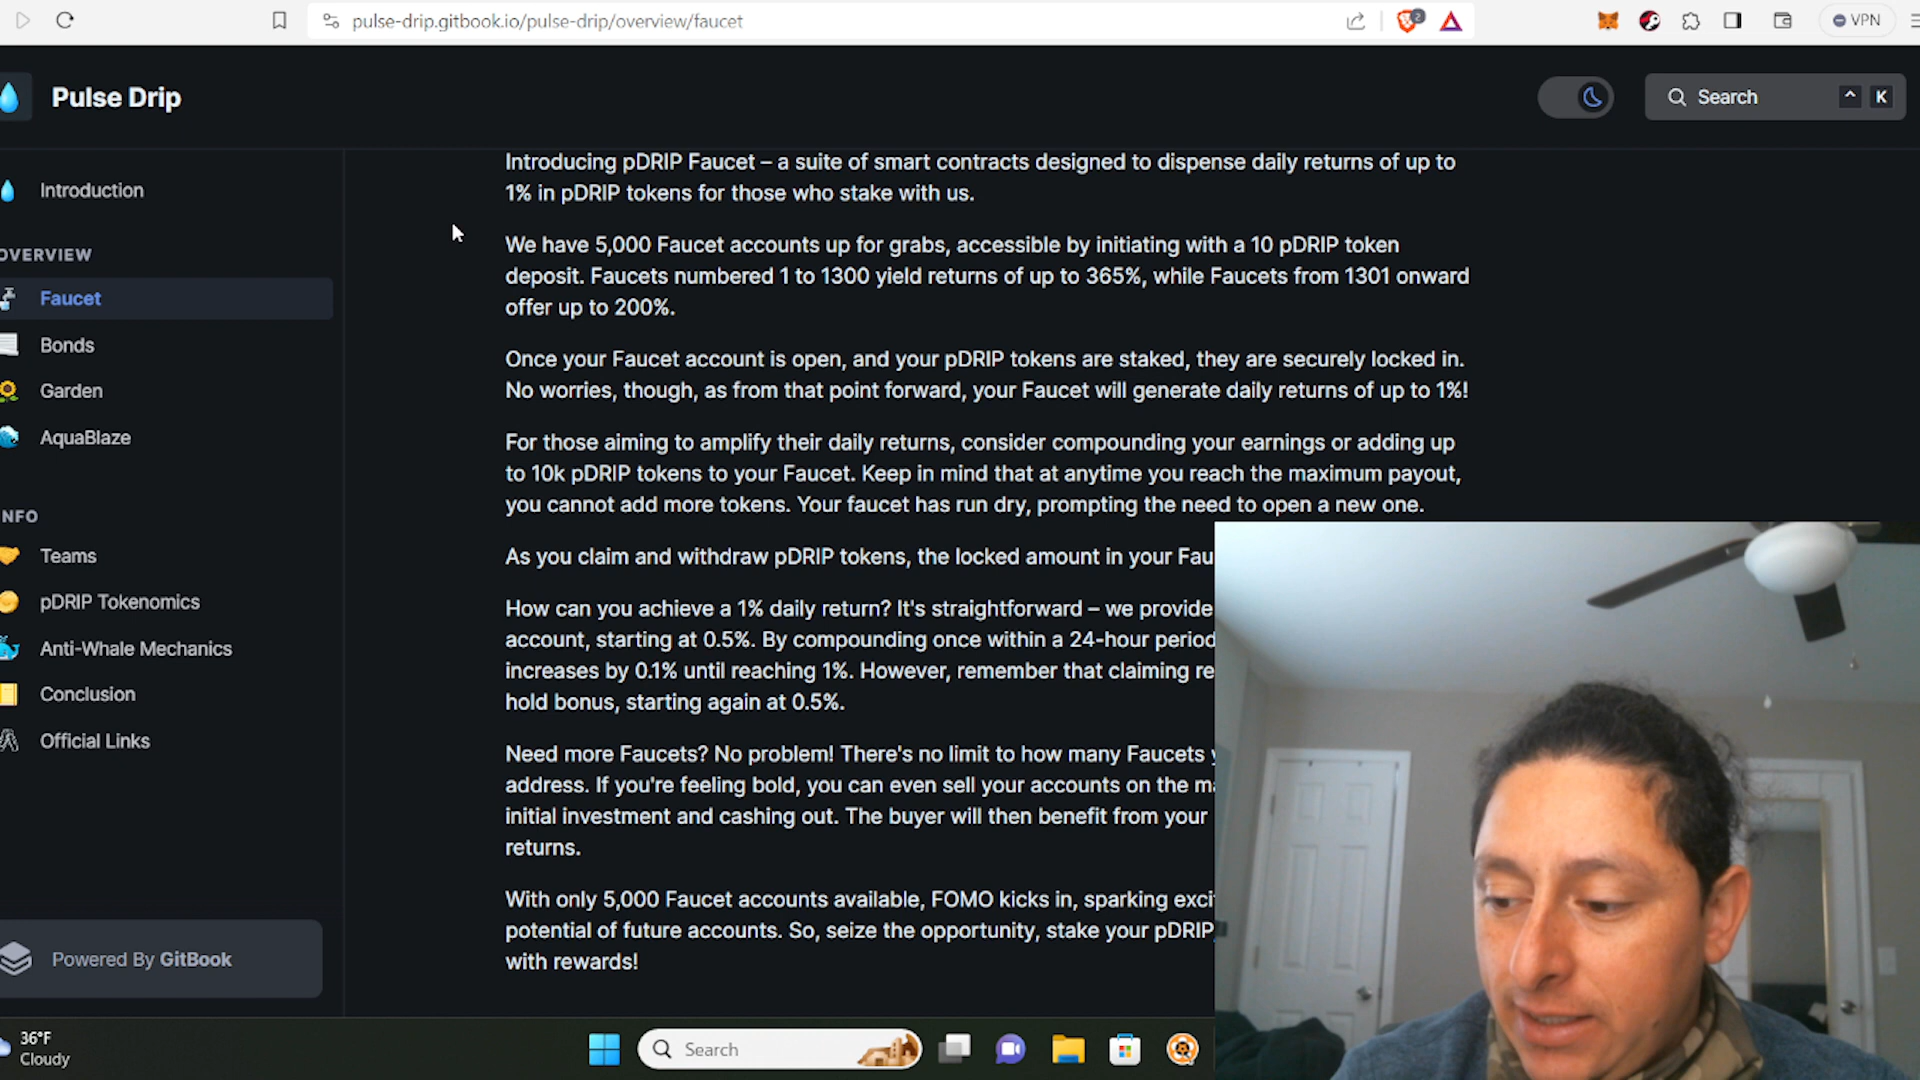 pulse-drip.gitbook.io/pulse-drip/overview/faucet
2
VPN
Pulse Drip
Search
^ K
Introduction
OVERVIEW
Faucet
Bonds
Garden
AquaBlaze
INFO
Teams
pDRIP Tokenomics
Anti-Whale Mechanics
Conclusion
Official Links
Powered By GitBook
Introducing pDRIP Faucet – a suite of smart contracts designed to dispense daily returns of up to
1% in pDRIP tokens for those who stake with us.
We have 5,000 Faucet accounts up for grabs, accessible by initiating with a 10 pDRIP token
deposit. Faucets numbered 1 to 1300 yield returns of up to 365%, while Faucets from 1301 onward
offer up to 200%.
Once your Faucet account is open, and your pDRIP tokens are staked, they are securely locked in.
No worries, though, as from that point forward, your Faucet will generate daily returns of up to 1%!
For those aiming to amplify their daily returns, consider compounding your earnings or adding up
to 10k pDRIP tokens to your Faucet. Keep in mind that at anytime you reach the maximum payout,
you cannot add more tokens. Your faucet has run dry, prompting the need to open a new one.
As you claim and withdraw pDRIP tokens, the locked amount in your Fau
How can you achieve a 1% daily return? It's straightforward – we provide
account, starting at 0.5%. By compounding once within a 24-hour period
increases by 0.1% until reaching 1%. However, remember that claiming re
hold bonus, starting again at 0.5%.
Need more Faucets? No problem! There's no limit to how many Faucets
address. If you're feeling bold, you can even sell your accounts on the ma
initial investment and cashing out. The buyer will then benefit from your
returns.
With only 5,000 Faucet accounts available, FOMO kicks in, sparking exci
potential of future accounts. So, seize the opportunity, stake your pDRIP
with rewards!
36°F
Cloudy
Search